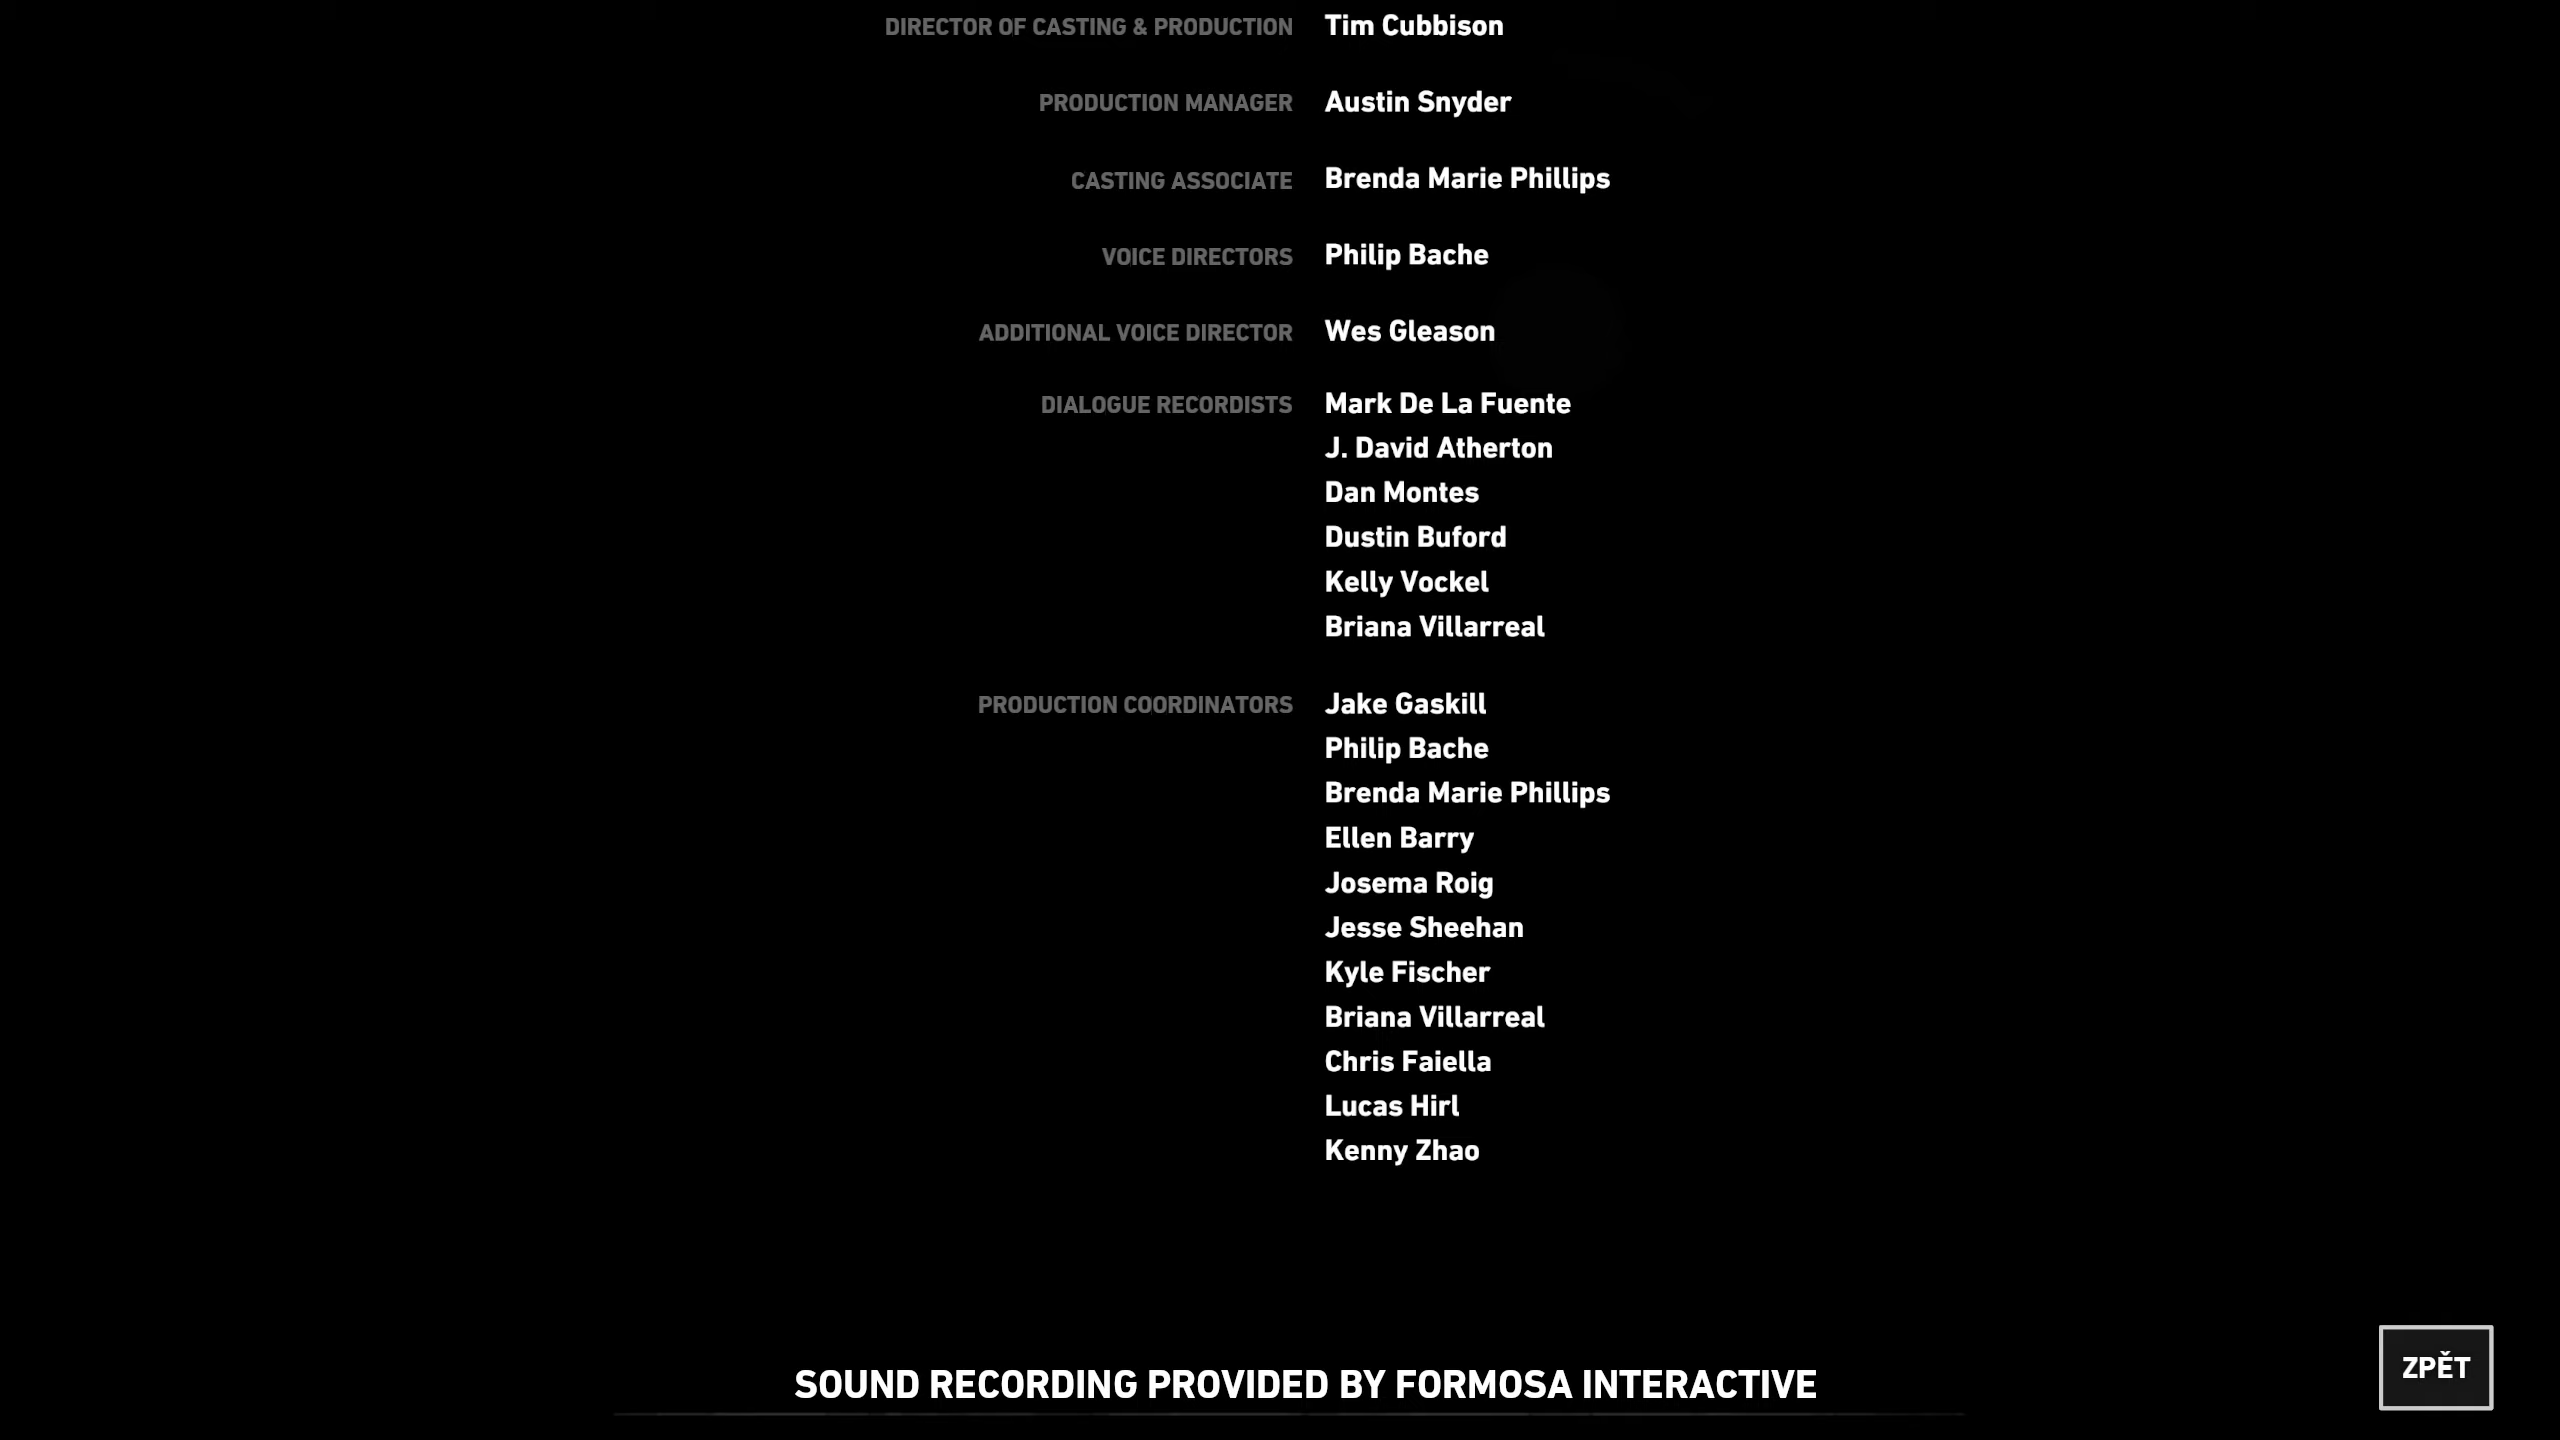 DIRECTOR OF CASTING & PRODUCTION Tim Cubbison
PRODUCTION MANAGER Austin Snyder
CASTING ASSOCIATE Brenda Marie Phillips
VOICE DIRECTORS Philip Bache
ADDITIONAL VOICE DIRECTOR Wes Gleason
DIALOGUE RECORDISTS Mark De La Fuente
J. David Atherton
Dan Montes
Dustin Buford
Kelly Vockel
Briana Villarreal
PRODUCTION COORDINATORS Jake Gaskill
Philip Bache
Brenda Marie Phillips
Ellen Barry
Josema Roig
Jesse Sheehan
Kyle Fischer
Briana Villarreal
Chris Faiella
Lucas Hirl
Kenny Zhao
SOUND RECORDING PROVIDED BY FORMOSA INTERACTIVE
ZPĚT